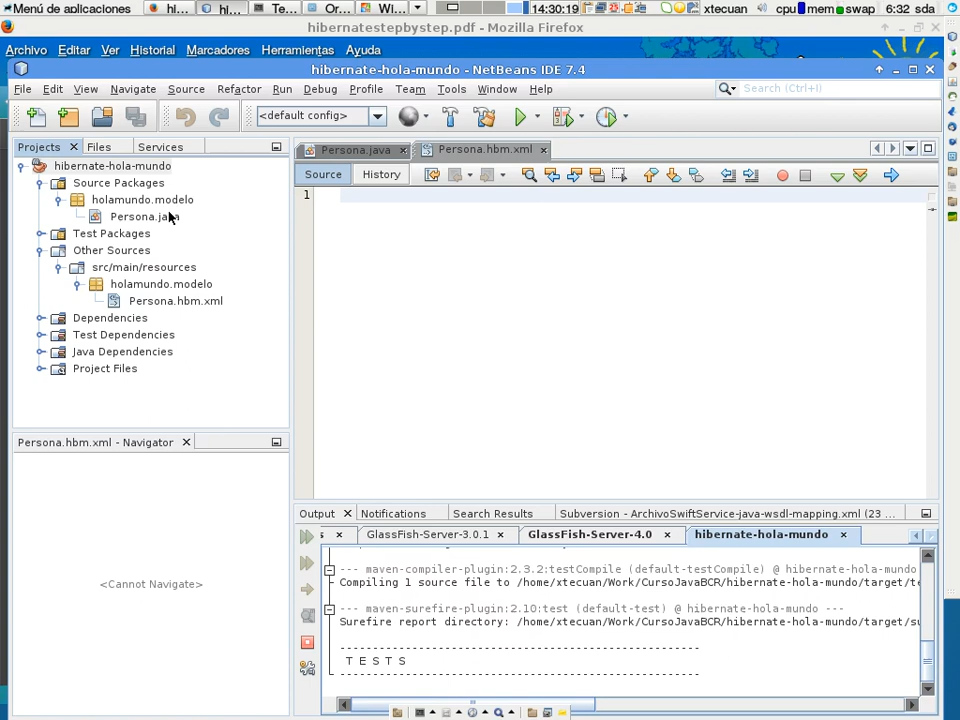 Menú de aplicaciones hi... hi... Te... Or... Wi... 14:30:19 xtecuan cpu mem swap 6:32 sda
hibernatestepbystep.pdf - Mozilla Firefox
Archivo Editar Ver Historial Marcadores Herramientas Ayuda
hibernate-hola-mundo - NetBeans IDE 7.4
File Edit View Navigate Source Refactor Run Debug Profile Team Tools Window Help Search (Ctrl+I)
<default config>
Projects Files Services
Persona.java Persona.hbm.xml
Source History
1
hibernate-hola-mundo
Source Packages
holamundo.modelo
Persona.java
Test Packages
Other Sources
src/main/resources
holamundo.modelo
Persona.hbm.xml
Dependencies
Test Dependencies
Java Dependencies
Project Files
Persona.hbm.xml - Navigator
<Cannot Navigate>
Output Notifications Search Results Subversion - ArchivoSwiftService-java-wsdl-mapping.xml (23 ...
s GlassFish-Server-3.0.1 GlassFish-Server-4.0 hibernate-hola-mundo
--- maven-compiler-plugin:2.3.2:testCompile (default-testCompile) @ hibernate-hola-mundo
Compiling 1 source file to /home/xtecuan/Work/CursoJavaBCR/hibernate-hola-mundo/target/te
--- maven-surefire-plugin:2.10:test (default-test) @ hibernate-hola-mundo ---
Surefire report directory: /home/xtecuan/Work/CursoJavaBCR/hibernate-hola-mundo/target/su
-------------------------------------------------------
T E S T S
-------------------------------------------------------